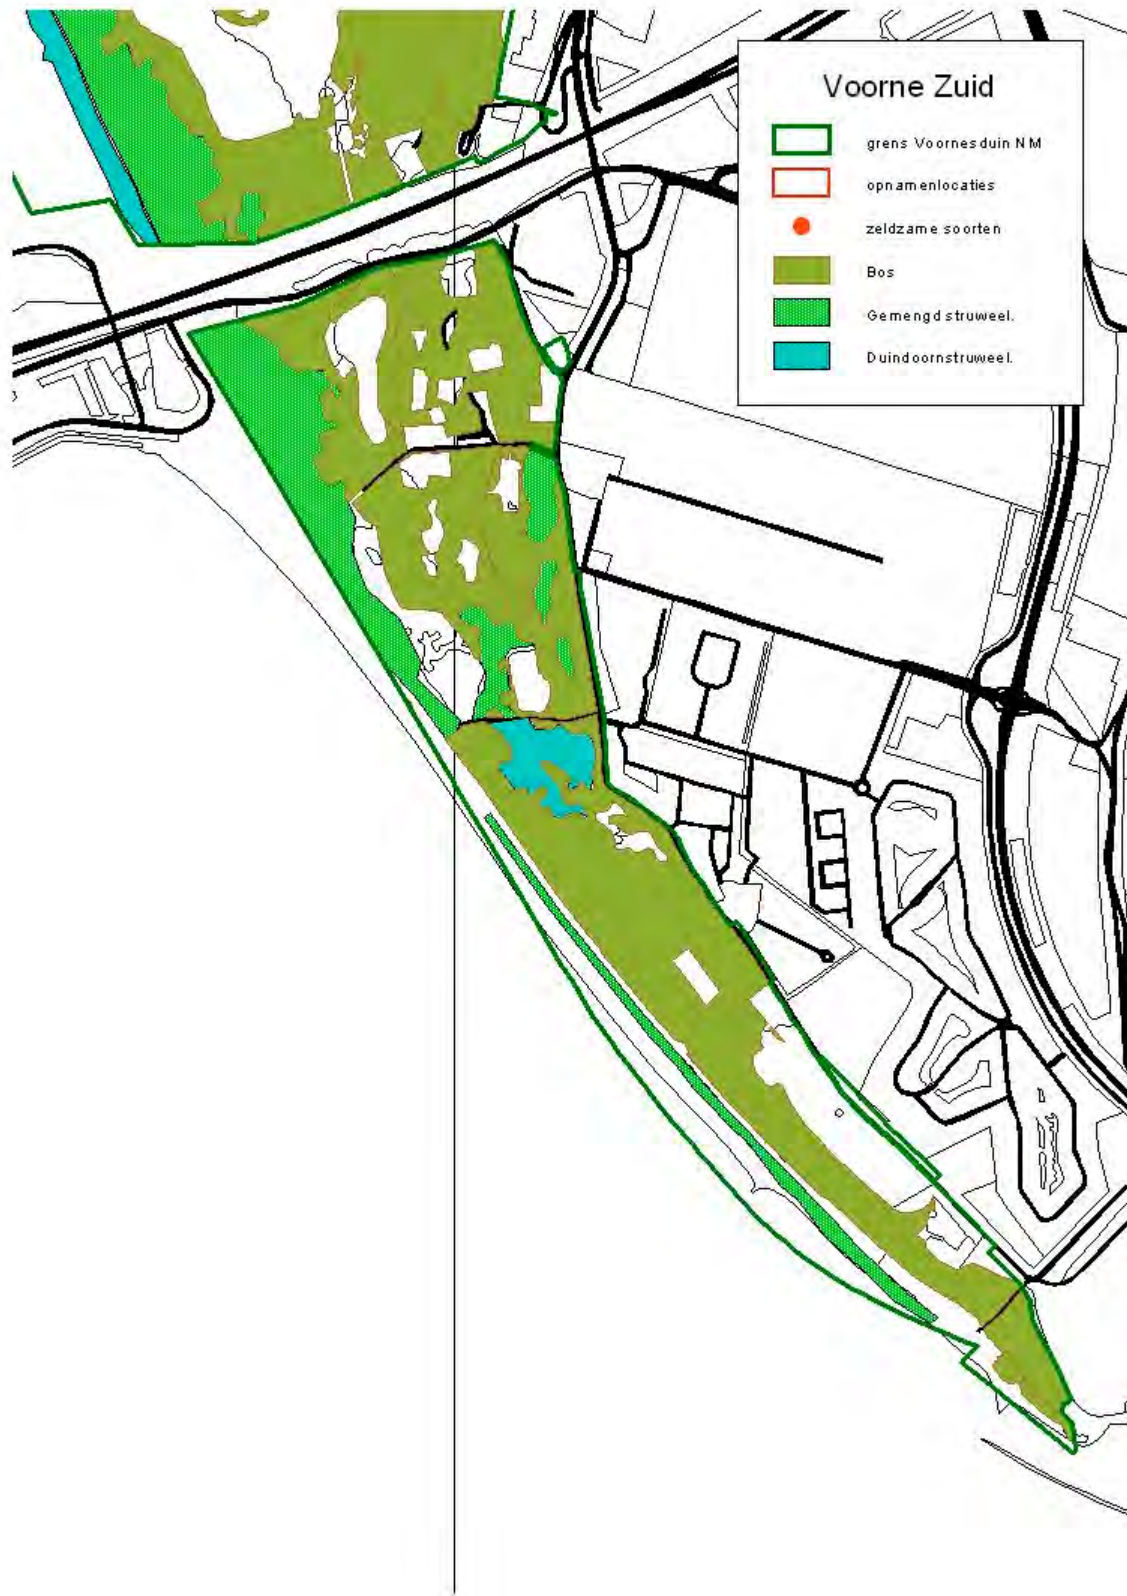 Voorne Zuid
grens Voornesduin NM
opnamenlocaties
zeldzame soorten
Bos
Gemengd struweel.
Duindoornstruweel.